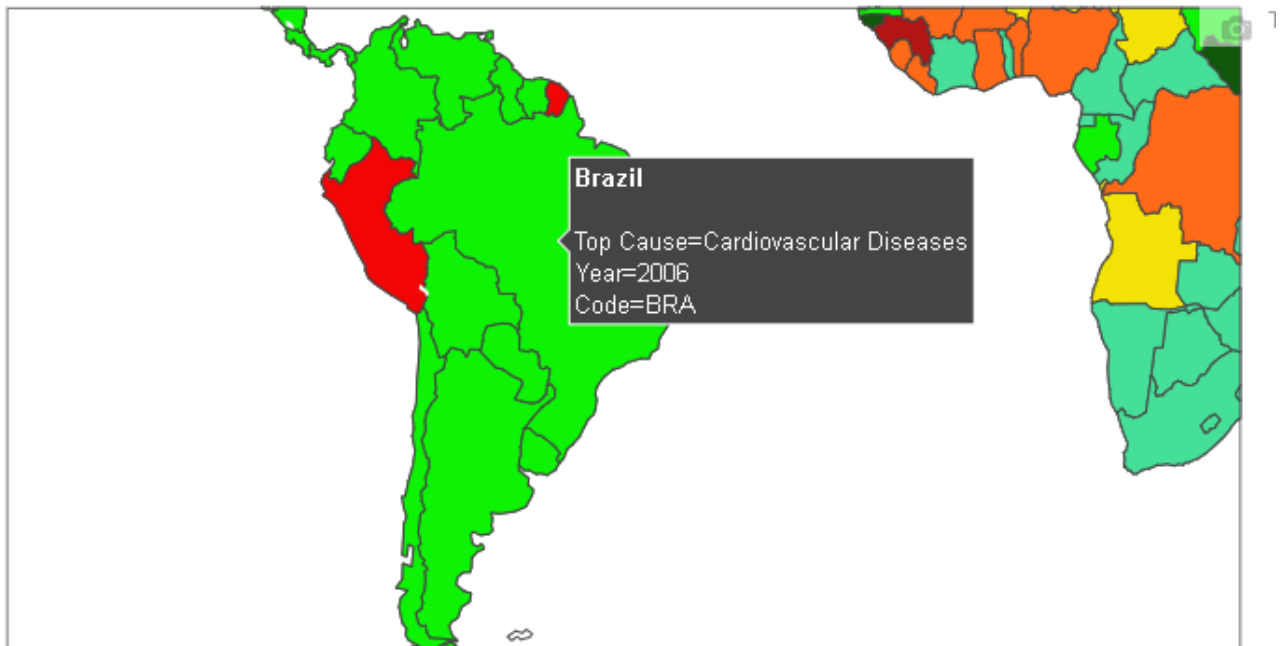 T
Brazil
Top Cause=Cardiovascular Diseases
Year=2006
Code=BRA